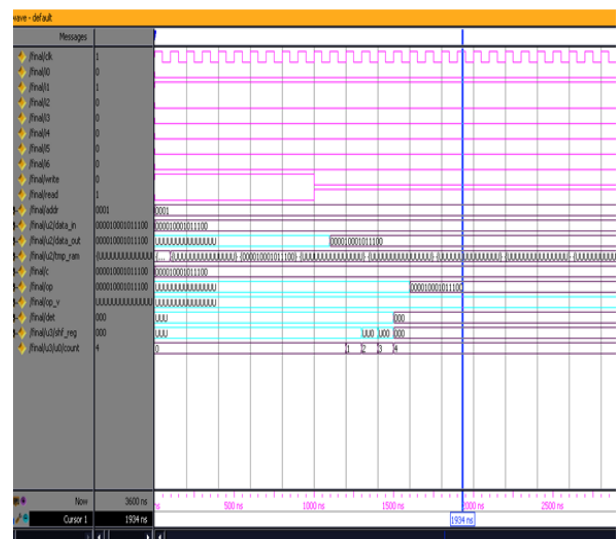 wave - default
Messages
/final/clk 1
/final/i0 0
/final/i1 1
/final/i2 0
/final/i3 0
/final/i4 0
/final/i5 0
/final/i6 0
/final/write 0
/final/read 1
/final/addr 0001 0001
/final/u2/data_in 000010001011100 000010001011100
/final/u2/data_out 000010001011100 UUUUUUUUUUUUUUU 000010001011100
/final/u2/tmp_ram
/final/c 000010001011100 000010001011100
/final/op 000010001011100 UUUUUUUUUUUUUUU 000010001011100
/final/op_v UUUUUUUUUUUUUUU UUUUUUUUUUUUUUU
/final/det 000 UUU 000
/final/u3/shf_reg 000 UUU UU0 U00 000
/final/u3/u0/count 4 0 1 2 3 4
Now 3600 ns ns 500 ns 1000 ns 1500 ns 2000 ns 2500 ns
Cursor 1 1934 ns 1934 ns